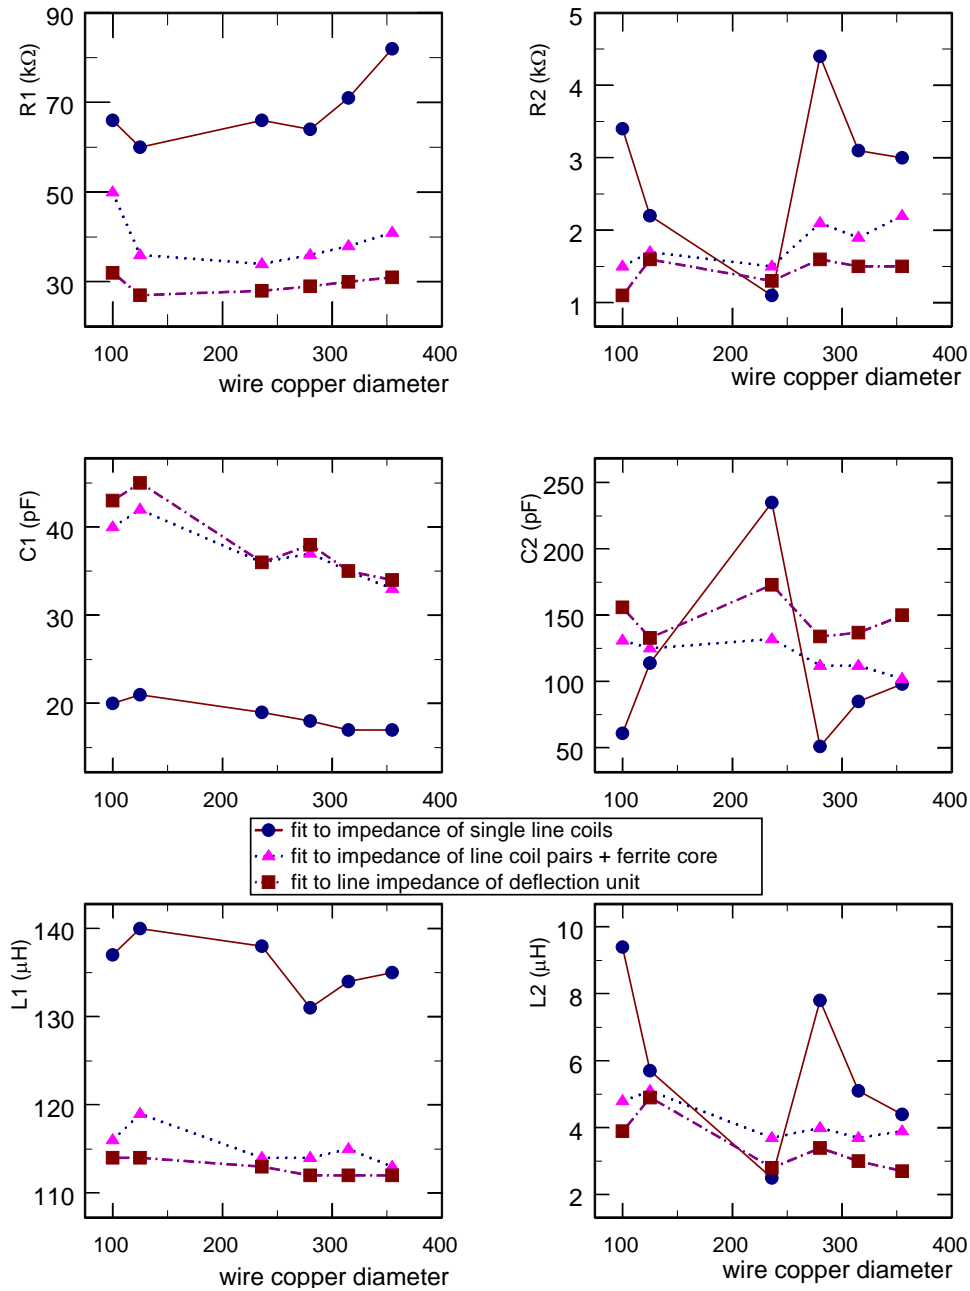 90
70
50
30
R1 (kΩ)
100 200 300 400
wire copper diameter
5
4
3
2
1
R2 (kΩ)
100 200 300 400
wire copper diameter
40
30
20
C1 (pF)
100 200 300 400
250
200
150
100
50
C2 (pF)
100 200 300 400
fit to impedance of single line coils
fit to impedance of line coil pairs + ferrite core
fit to line impedance of deflection unit
140
130
120
110
L1 (μH)
100 200 300 400
wire copper diameter
10
8
6
4
2
L2 (μH)
100 200 300 400
wire copper diameter